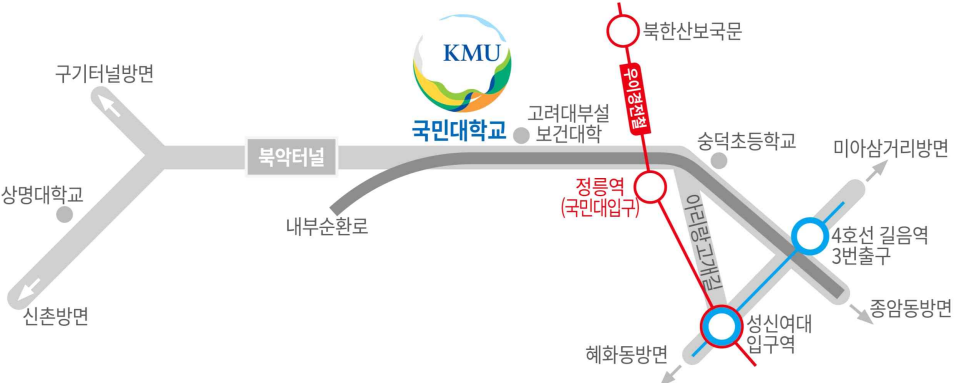 북한산보국문
KMU
국민대학교
구기터널방면
우이경전철
고려대부설
보건대학
숭덕초등학교
미아삼거리방면
북악터널
상명대학교
정릉역
(국민대입구)
내부순환로
아리랑고개길
4호선 길음역
3번출구
신촌방면
종암동방면
성신여대
입구역
혜화동방면